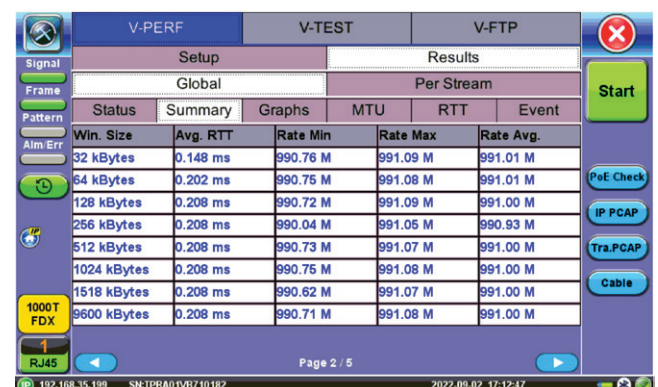 V-PERF V-TEST V-FTP
Signal Setup Results
Frame Global Per Stream Start
Pattern Status Summary Graphs MTU RTT Event
Alm/Err Win. Size Avg. RTT Rate Min Rate Max Rate Avg.
32 kBytes 0.148 ms 990.76 M 991.09 M 991.01 M
64 kBytes 0.202 ms 990.75 M 991.08 M 991.01 M PoE Check
128 kBytes 0.208 ms 990.72 M 991.09 M 991.00 M IP PCAP
IP 256 kBytes 0.208 ms 990.04 M 991.05 M 990.93 M
512 kBytes 0.208 ms 990.73 M 991.07 M 991.00 M Tra.PCAP
1024 kBytes 0.208 ms 990.75 M 991.08 M 991.00 M Cable
1518 kBytes 0.208 ms 990.62 M 991.07 M 991.00 M
1000T 9600 kBytes 0.208 ms 990.71 M 991.08 M 991.00 M
FDX
1
RJ45 Page 2 / 5
IP 192.168.35.199 SN:TPRA01VB710182 2022.09.02 17:12:47